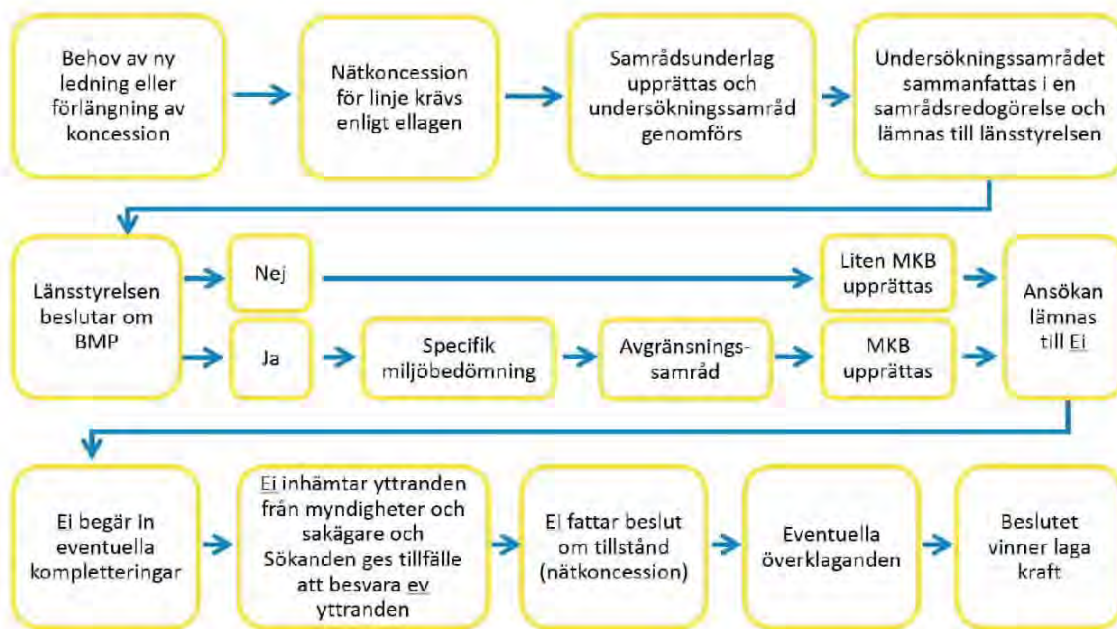 Behov av ny
ledning eller
förlängning av
koncession
Nätkoncession
för linje krävs
enligt ellagen
Samrådsunderlag
upprättas och
undersökningssamråd
genomförs
Undersökningssamrådet
sammanfattas i en
samrådsredogörelse och
lämnas till länsstyrelsen
Länsstyrelsen
beslutar om
BMP
Nej
Liten MKB
upprättas
Ja
Specifik
miljöbedömning
Avgränsnings-
samråd
MKB
upprättas
Ansökan
lämnas
till Ei
Ei begär in
eventuella
kompletteringar
Ei inhämtar yttranden
från myndigheter och
sakägare och
Sökanden ges tillfälle
att besvara ev
yttranden
Ei fattar beslut
om tillstånd
(nätkoncession)
Eventuella
överklaganden
Beslutet
vinner laga
kraft